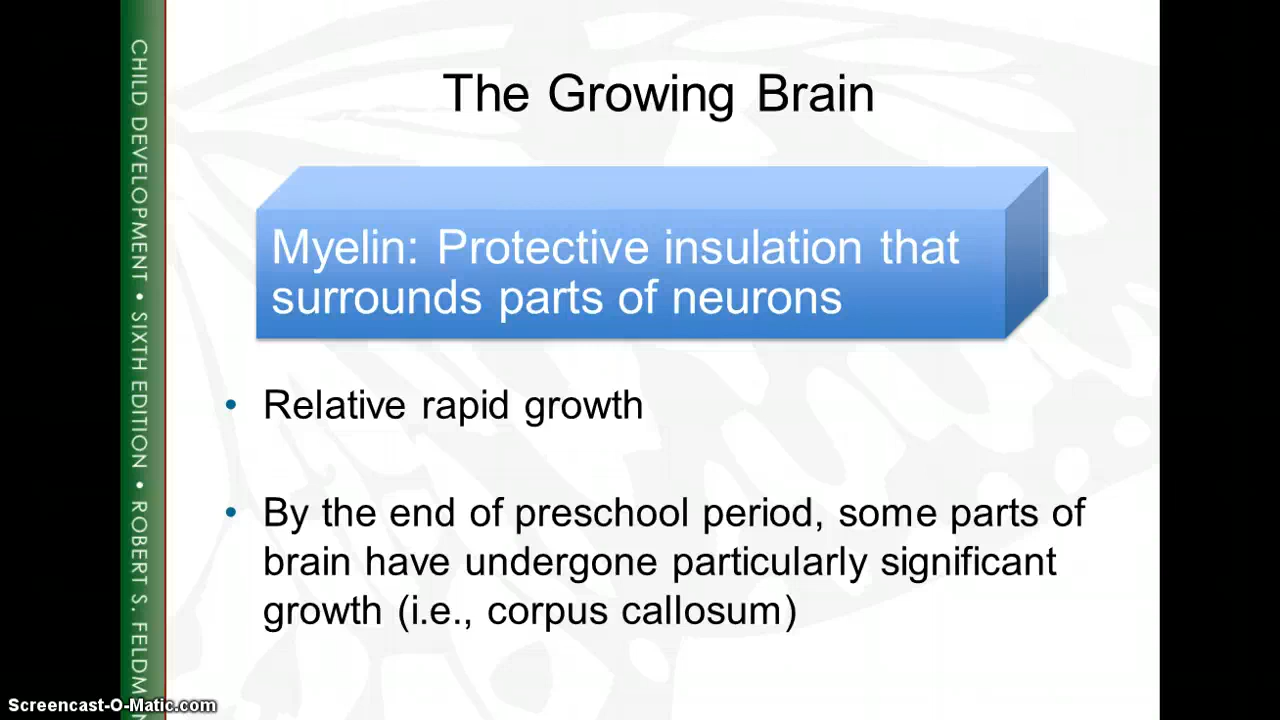 The Growing Brain
Myelin: Protective insulation that
surrounds parts of neurons
• Relative rapid growth
• By the end of preschool period, some parts of
brain have undergone particularly significant
growth (i.e., corpus callosum)
CHILD DEVELOPMENT • SIXTH EDITION • ROBERT S. FELDM
Screencast-O-Matic.com